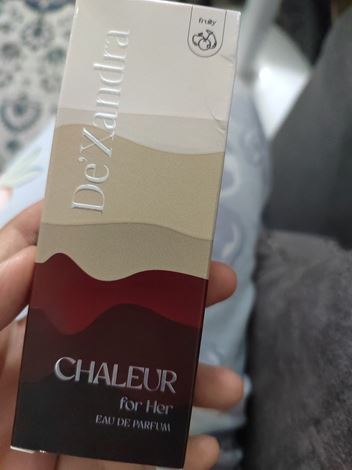 fruity
De'Xandra
CHALEUR
for Her
EAU DE PARFUM